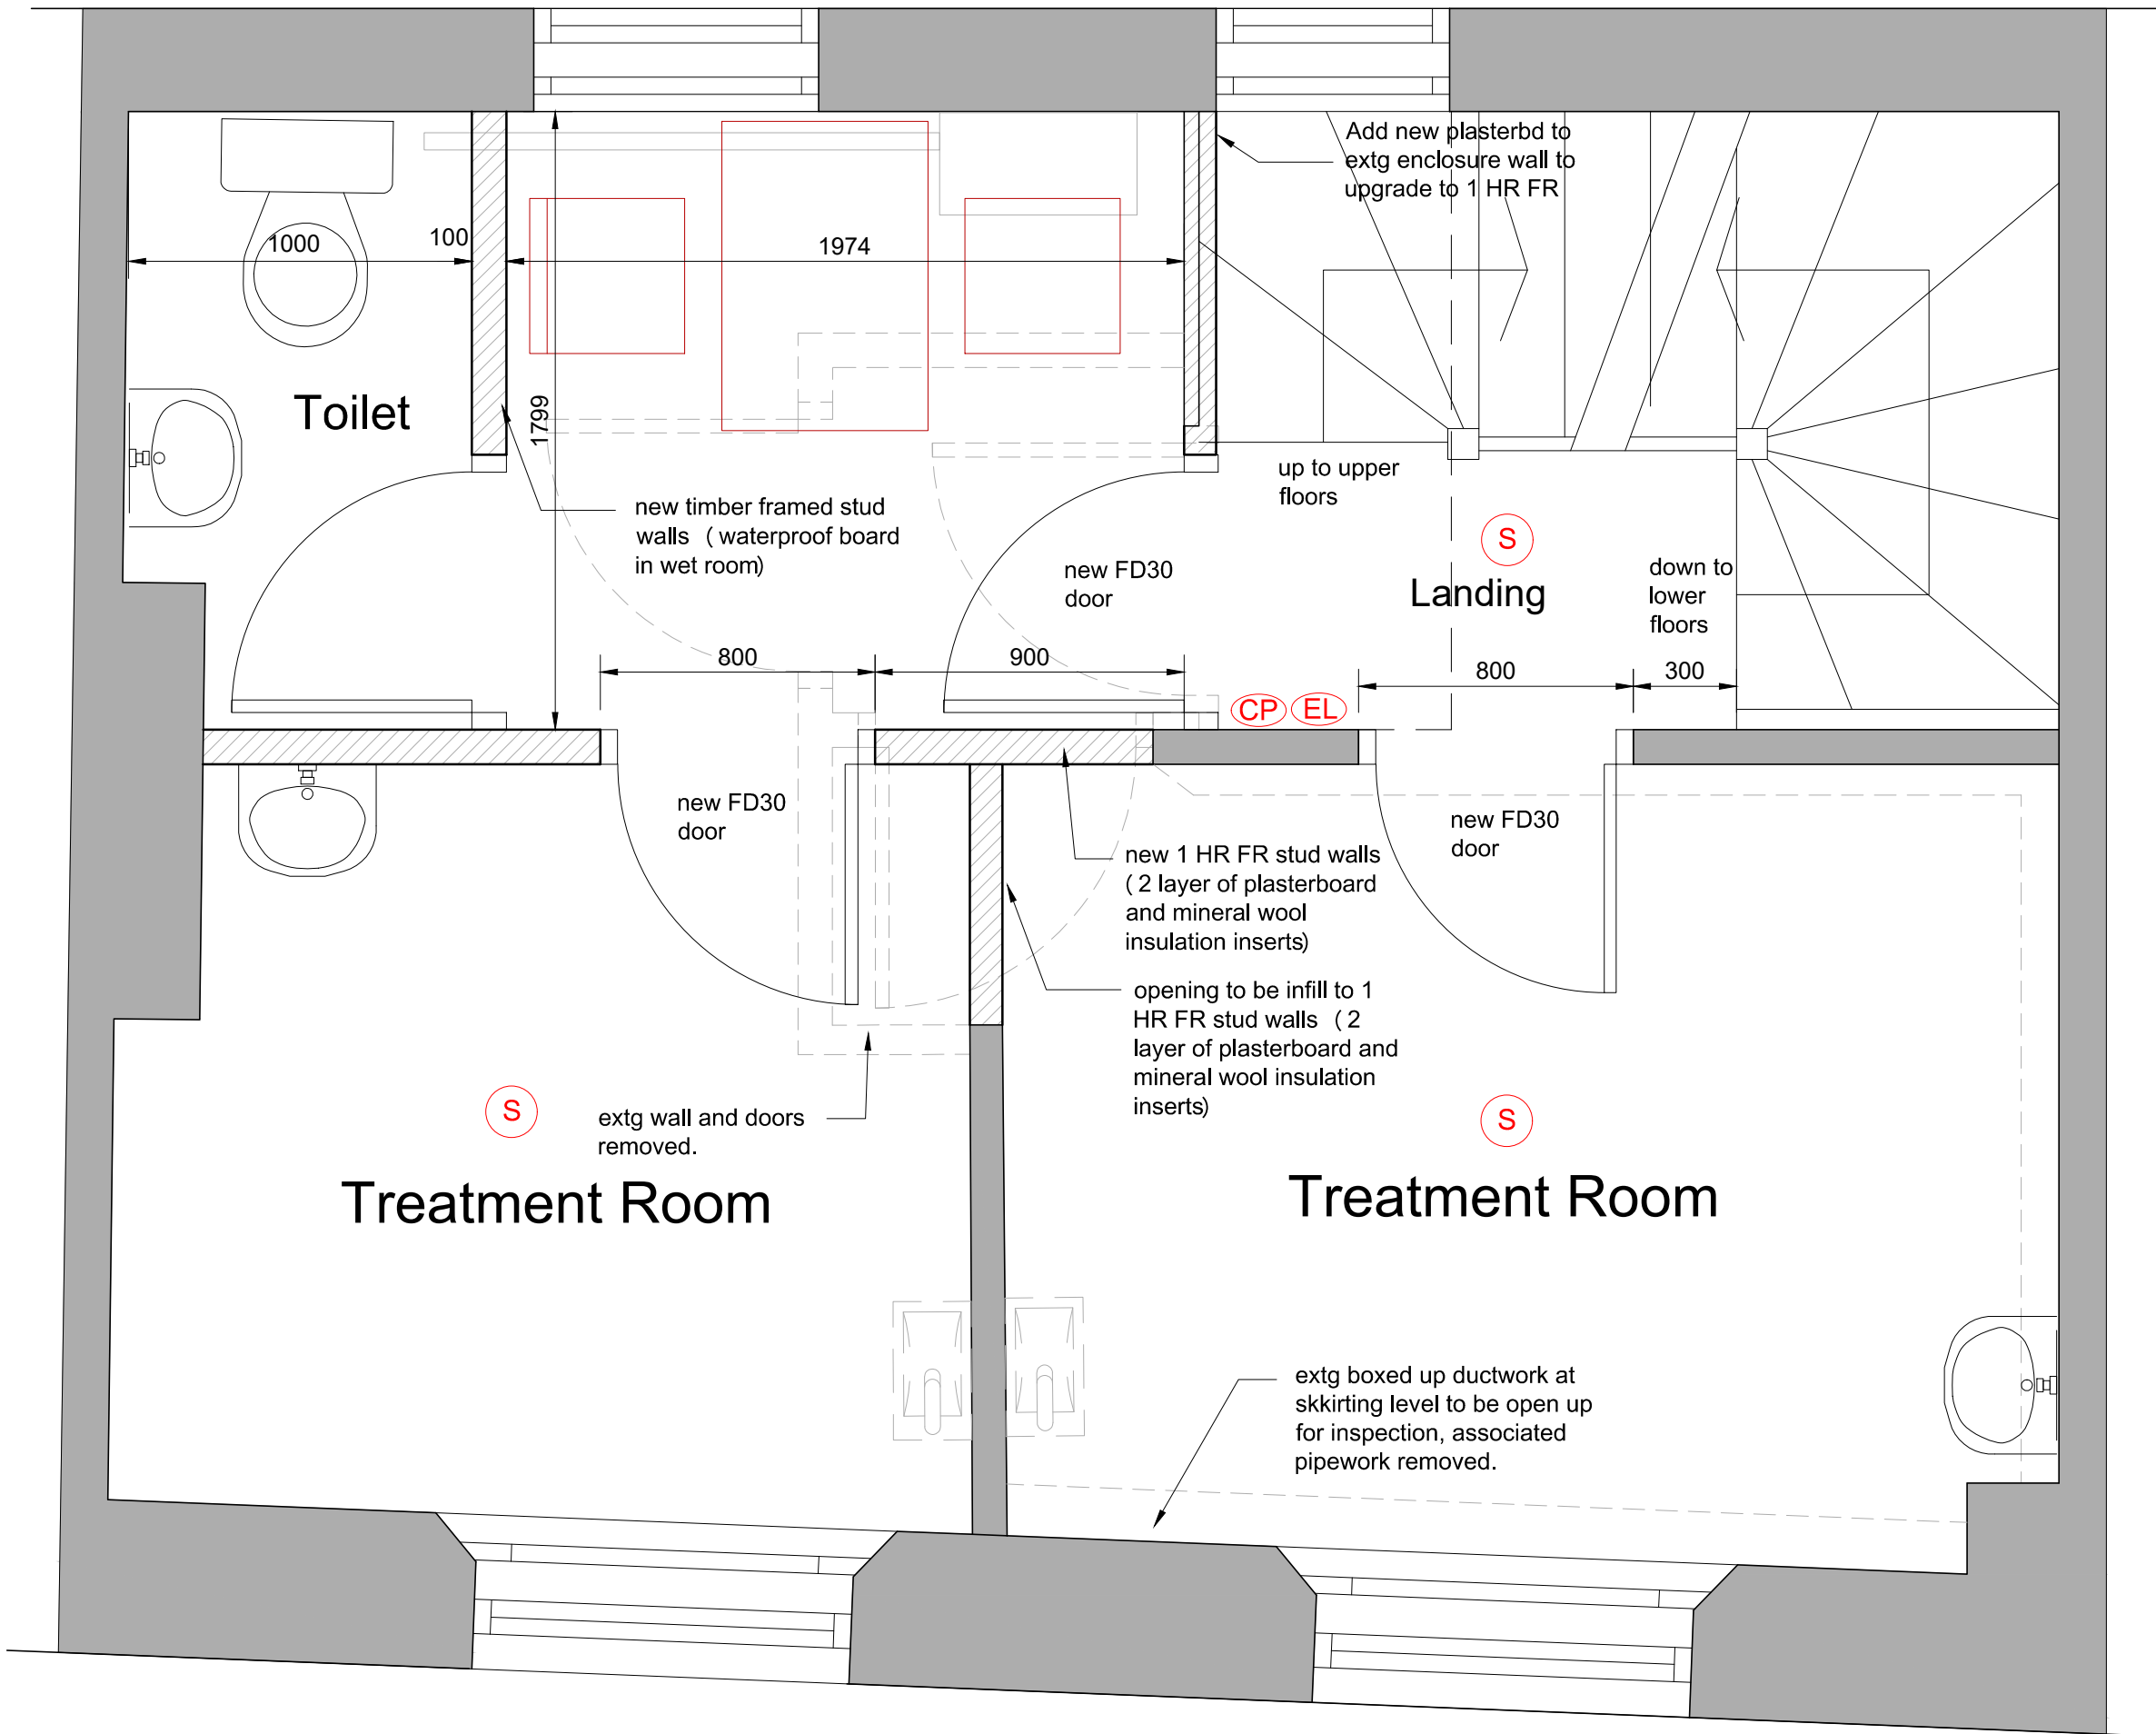 Add new plasterbd to
extg enclosure wall to
upgrade to 1 HR FR
1000
100
1974
1799
Toilet
new timber framed stud
walls (waterproof board
in wet room)
up to upper
floors
S
Landing
new FD30
door
down to
lower
floors
800
900
800
300
CP
EL
new FD30
door
new FD30
door
new 1 HR FR stud walls
(2 layer of plasterboard
and mineral wool
insulation inserts)
opening to be infill to 1
HR FR stud walls (2
layer of plasterboard and
mineral wool insulation
inserts)
S
extg wall and doors
removed.
S
Treatment Room
Treatment Room
extg boxed up ductwork at
skkirting level to be open up
for inspection, associated
pipework removed.